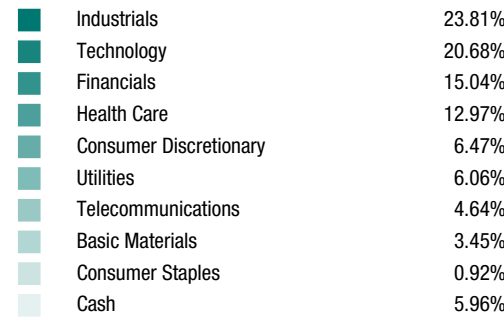 Industrials 23.81%
Technology 20.68%
Financials 15.04%
Health Care 12.97%
Consumer Discretionary 6.47%
Utilities 6.06%
Telecommunications 4.64%
Basic Materials 3.45%
Consumer Staples 0.92%
Cash 5.96%